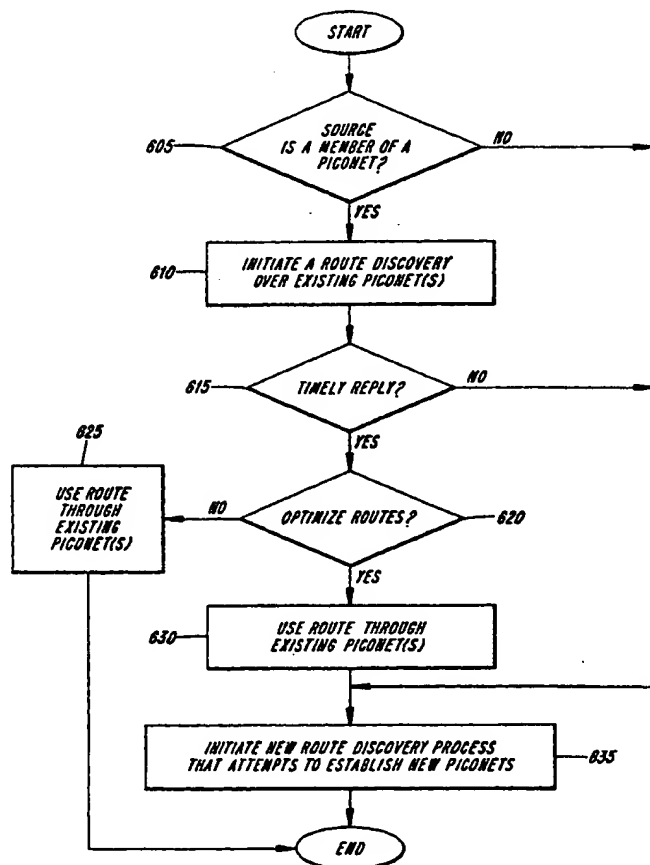 START
605
SOURCE
IS A MEMBER OF A
PICONET?
NO
YES
610
INITIATE A ROUTE DISCOVERY
OVER EXISTING PICONET(S)
615
TIMELY REPLY?
NO
YES
625
USE ROUTE
THROUGH
EXISTING
PICONET(S)
NO
OPTIMIZE ROUTES?
620
YES
630
USE ROUTE THROUGH
EXISTING PICONET(S)
INITIATE NEW ROUTE DISCOVERY PROCESS
THAT ATTEMPTS TO ESTABLISH NEW PICONETS
635
END